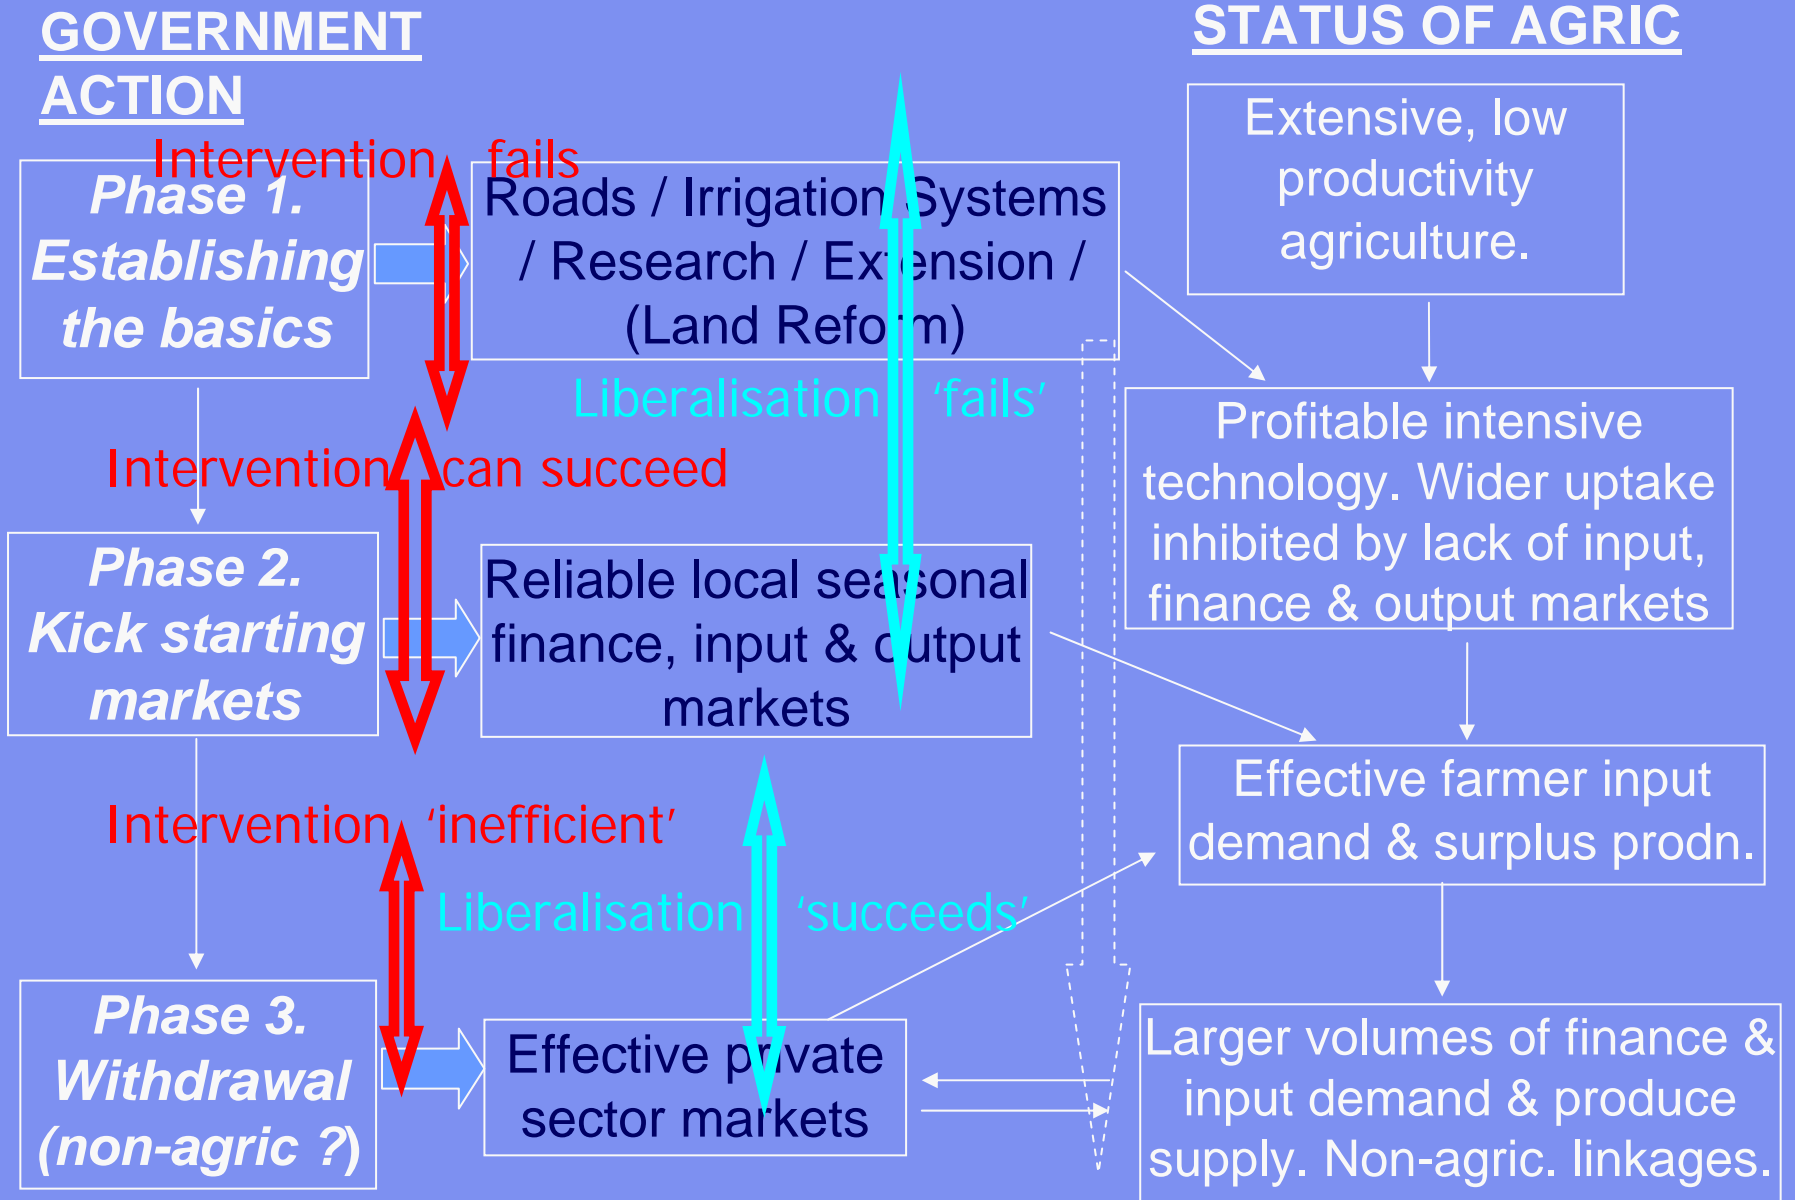 GOVERNMENT
ACTION
STATUS OF AGRIC
Intervention fails
Phase 1.
Establishing
the basics
Roads / Irrigation Systems
/ Research / Extension /
(Land Reform)
Extensive, low
productivity
agriculture.
Liberalisation 'fails'
Intervention can succeed
Profitable intensive
technology. Wider uptake
inhibited by lack of input,
finance & output markets
Phase 2.
Kick starting
markets
Reliable local seasonal
finance, input & output
markets
Effective farmer input
demand & surplus prodn.
Intervention 'inefficient'
Liberalisation 'succeeds'
Phase 3.
Withdrawal
(non-agric ?)
Effective private
sector markets
Larger volumes of finance &
input demand & produce
supply. Non-agric. linkages.